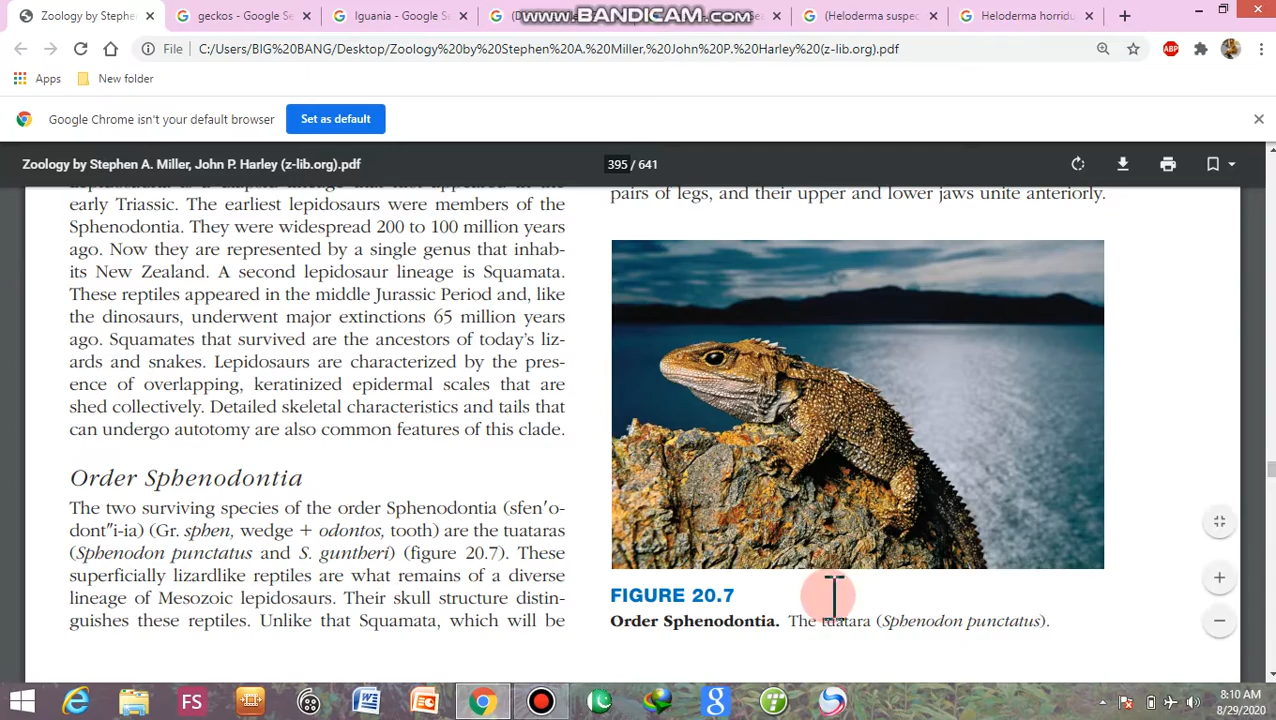 Zoology by Stephe
geckos - Google Se
Iguania - Google S
(D
www.BANDICAM.com
(Heloderma suspec
Heloderma horridu
File
C:/Users/BIG%20BANG/Desktop/Zoology%20by%20Stephen%20A.%20Miller,%20John%20P.%20Harley%20(z-lib.org).pdf
ABP
Apps
New folder
Google Chrome isn't your default browser
Set as default
Zoology by Stephen A. Miller, John P. Harley (z-lib.org).pdf
395 / 641
early Triassic. The earliest lepidosaurs were members of the
Sphenodontia. They were widespread 200 to 100 million years
ago. Now they are represented by a single genus that inhab-
its New Zealand. A second lepidosaur lineage is Squamata.
These reptiles appeared in the middle Jurassic Period and, like
the dinosaurs, underwent major extinctions 65 million years
ago. Squamates that survived are the ancestors of today's liz-
ards and snakes. Lepidosaurs are characterized by the pres-
ence of overlapping, keratinized epidermal scales that are
shed collectively. Detailed skeletal characteristics and tails that
can undergo autotomy are also common features of this clade.
Order Sphenodontia
The two surviving species of the order Sphenodontia (sfen′o-
dont″i-ia) (Gr. sphen, wedge + odontos, tooth) are the tuataras
(Sphenodon punctatus and S. guntheri) (figure 20.7). These
superficially lizardlike reptiles are what remains of a diverse
lineage of Mesozoic lepidosaurs. Their skull structure distin-
guishes these reptiles. Unlike that Squamata, which will be
pairs of legs, and their upper and lower jaws unite anteriorly.
FIGURE 20.7
Order Sphenodontia. The tuatara (Sphenodon punctatus).
FS
8:10 AM
8/29/2020